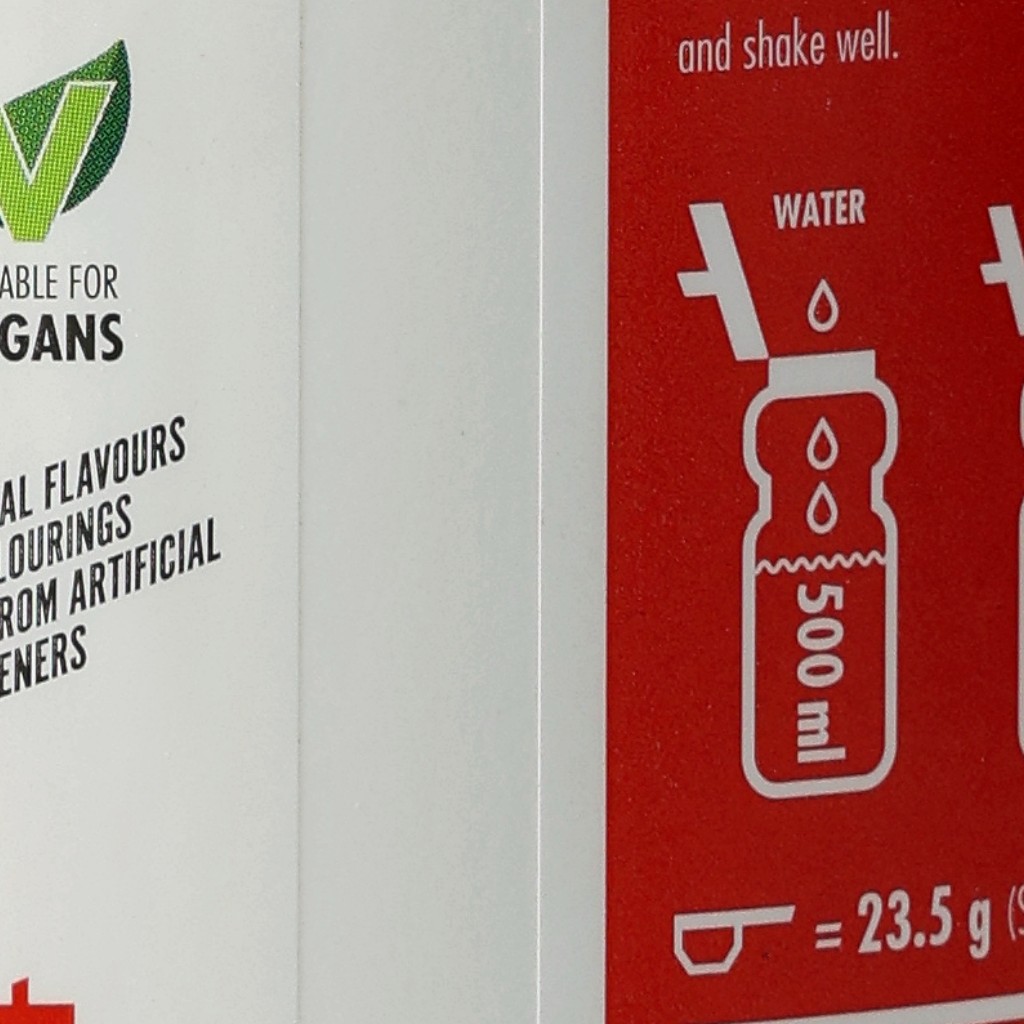 ABLE FOR
GANS
AL FLAVOURS
LOURINGS
ROM ARTIFICIAL
ENERS
and shake well.
WATER
500 ml
= 23.5 g (S